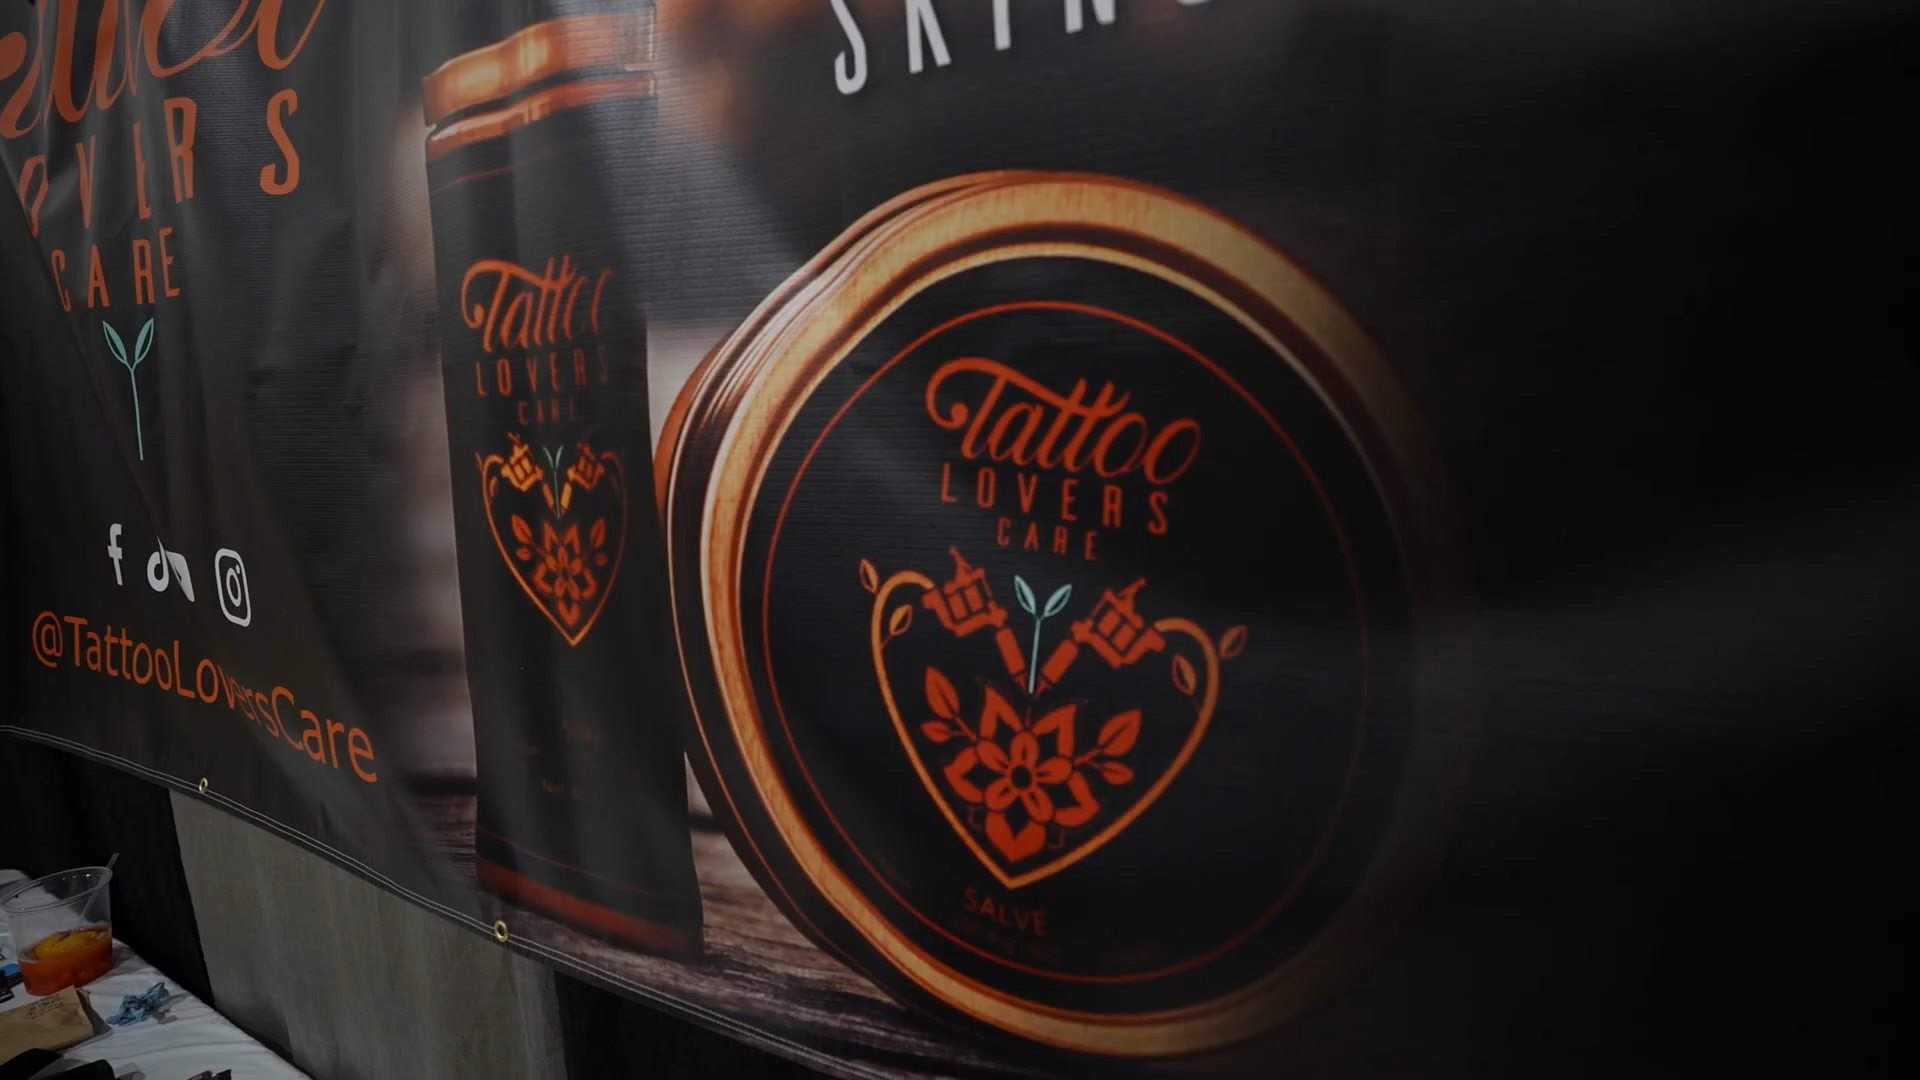 LOVERS
CARE
@TattooLoversCare
Tattoo
LOVERS
CARE
Tattoo
LOVERS
CARE
SALVE